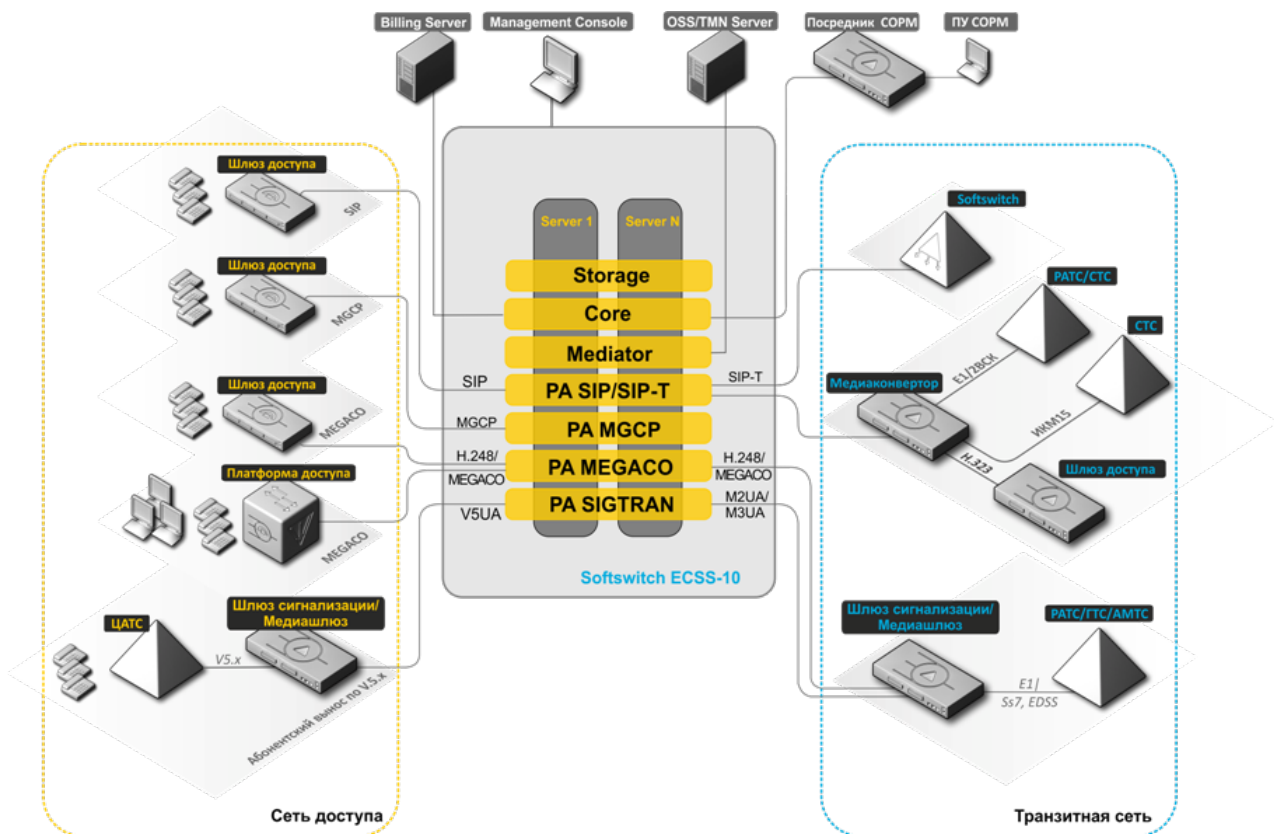 Billing Server
Management Console
OSS/TMN Server
Посредник СОРМ
ПУ СОРМ
Шлюз доступа
SIP
Шлюз доступа
MGCP
Шлюз доступа
MEGACO
Платформа доступа
MEGACO
ЦАТС
Шлюз сигнализации/
Медиашлюз
V5.x
Абонентский вынос по V.5.x
Сеть доступа
SIP
MGCP
H.248/
MEGACO
V5UA
Server 1
Server N
Storage
Core
Mediator
PA SIP/SIP-T
PA MGCP
PA MEGACO
PA SIGTRAN
Softswitch ECSS-10
SIP-T
H.248/
MEGACO
M2UA/
M3UA
Softswitch
РАТС/СТС
СТС
Медиаконвертор
E1/2ВСК
ИКМ15
H.323
Шлюз доступа
Шлюз сигнализации/
Медиашлюз
РАТС/ГТС/АМТС
E1|
Ss7, EDSS
Транзитная сеть